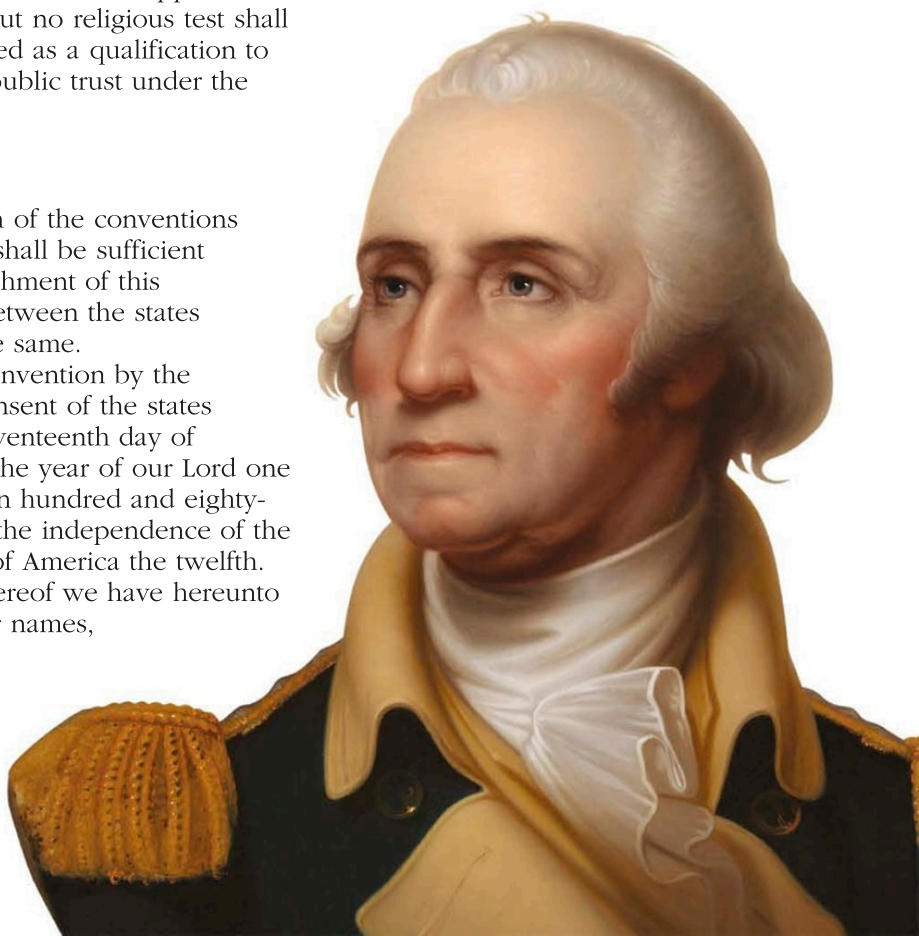 ut no religious test shall
ed as a qualification to
public trust under the
n of the conventions
shall be sufficient
hment of this
etween the states
e same.
nvention by the
nsent of the states
venteenth day of
he year of our Lord one
n hundred and eighty-
the independence of the
of America the twelfth.
ereof we have hereunto
r names,